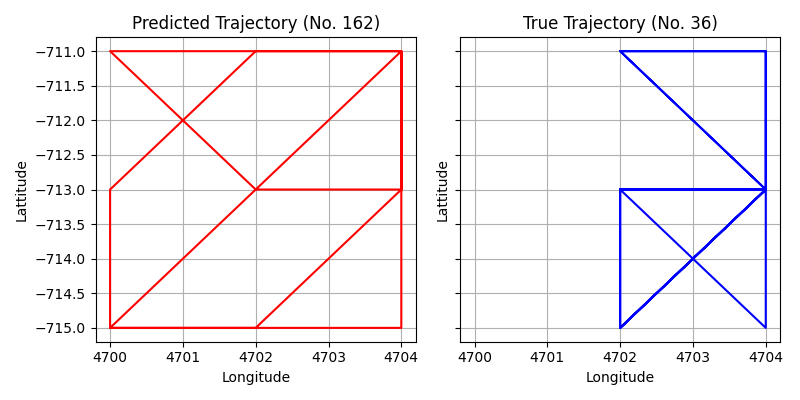 Predicted Trajectory (No. 162)
True Trajectory (No. 36)
−711.0
−711.5
−712.0
−712.5
−713.0
−713.5
−714.0
−714.5
−715.0
Lattitude
Lattitude
4700 4701 4702 4703 4704
4700 4701 4702 4703 4704
Longitude
Longitude